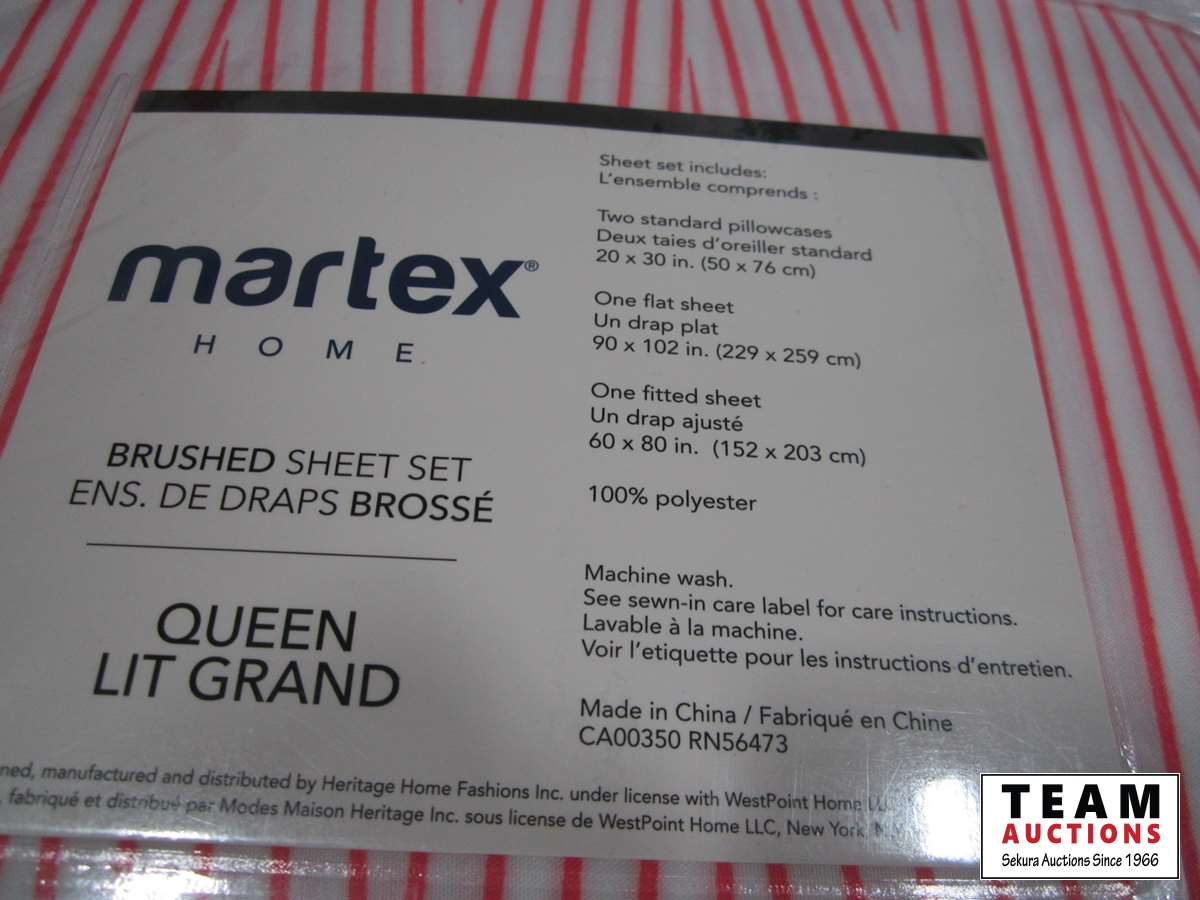 martex®
HOME
BRUSHED SHEET SET
ENS. DE DRAPS BROSSÉ
QUEEN
LIT GRAND
Sheet set includes:
L'ensemble comprends :
Two standard pillowcases
Deux taies d'oreiller standard
20 x 30 in. (50 x 76 cm)
One flat sheet
Un drap plat
90 x 102 in. (229 x 259 cm)
One fitted sheet
Un drap ajusté
60 x 80 in. (152 x 203 cm)
100% polyester
Machine wash.
See sewn-in care label for care instructions.
Lavable à la machine.
Voir l'etiquette pour les instructions d'entretien.
Made in China / Fabriqué en Chine
CA00350 RN56473
manufactured and distributed by Heritage Home Fashions Inc. under license with WestPoint Home LLC
fabriqué et distribué par Modes Maison Heritage Inc. sous license de WestPoint Home LLC, New York, N.Y.
TEAM
AUCTIONS
Sekura Auctions Since 1966